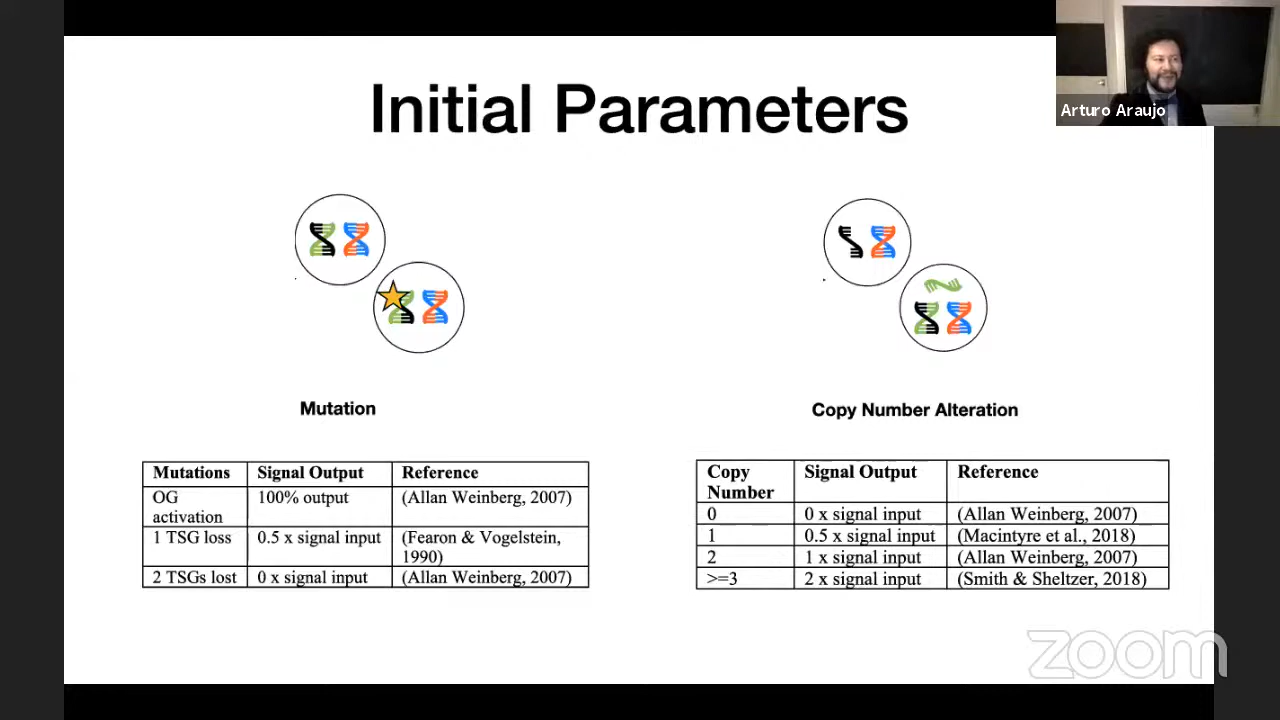 Initial Parameters
Arturo Araujo
Mutation
Mutations Signal Output Reference
OG activation 100% output (Allan Weinberg, 2007)
1 TSG loss 0.5 x signal input (Fearon & Vogelstein, 1990)
2 TSGs lost 0 x signal input (Allan Weinberg, 2007)
Copy Number Alteration
Copy Number Signal Output Reference
0 0 x signal input (Allan Weinberg, 2007)
1 0.5 x signal input (Macintyre et al., 2018)
2 1 x signal input (Allan Weinberg, 2007)
>=3 2 x signal input (Smith & Sheltzer, 2018)
zoom